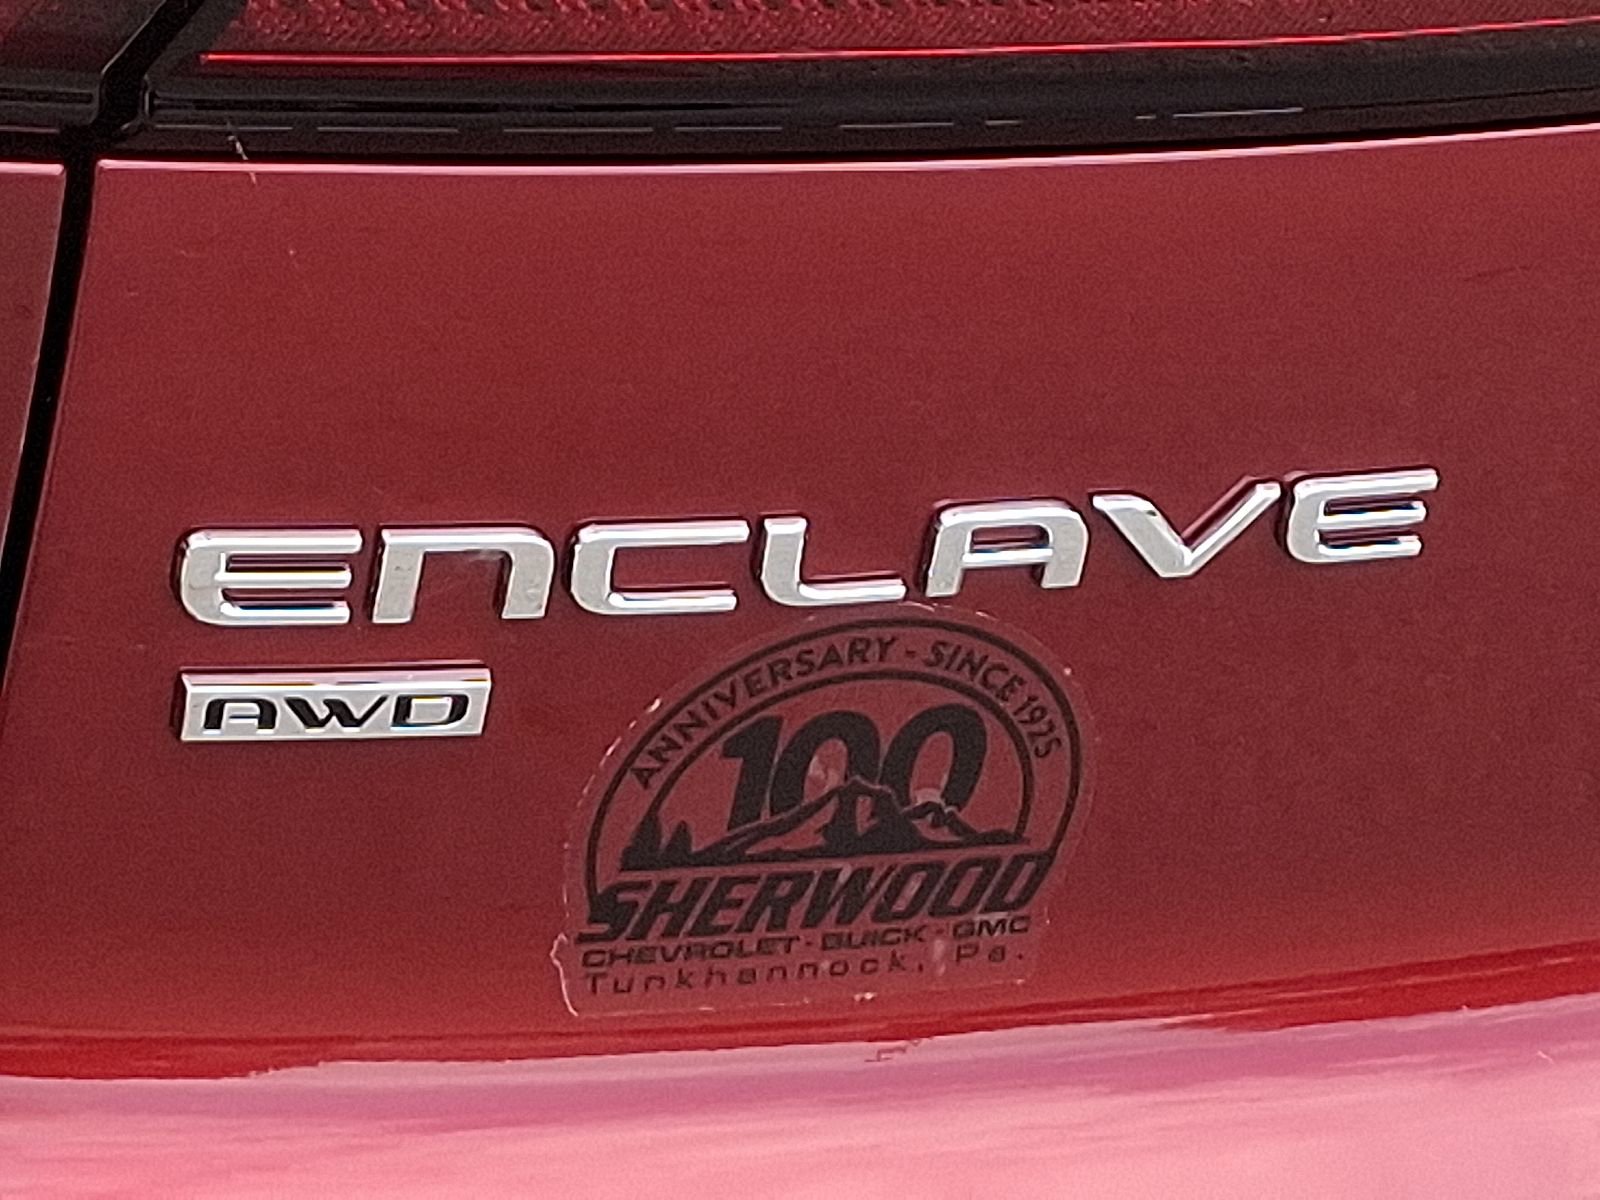 ENCLAVE
AWD
ANNIVERSARY - SINCE 1925
100
SHERWOOD
CHEVROLET · BUICK · GMC
Tunkhannock, Pa.